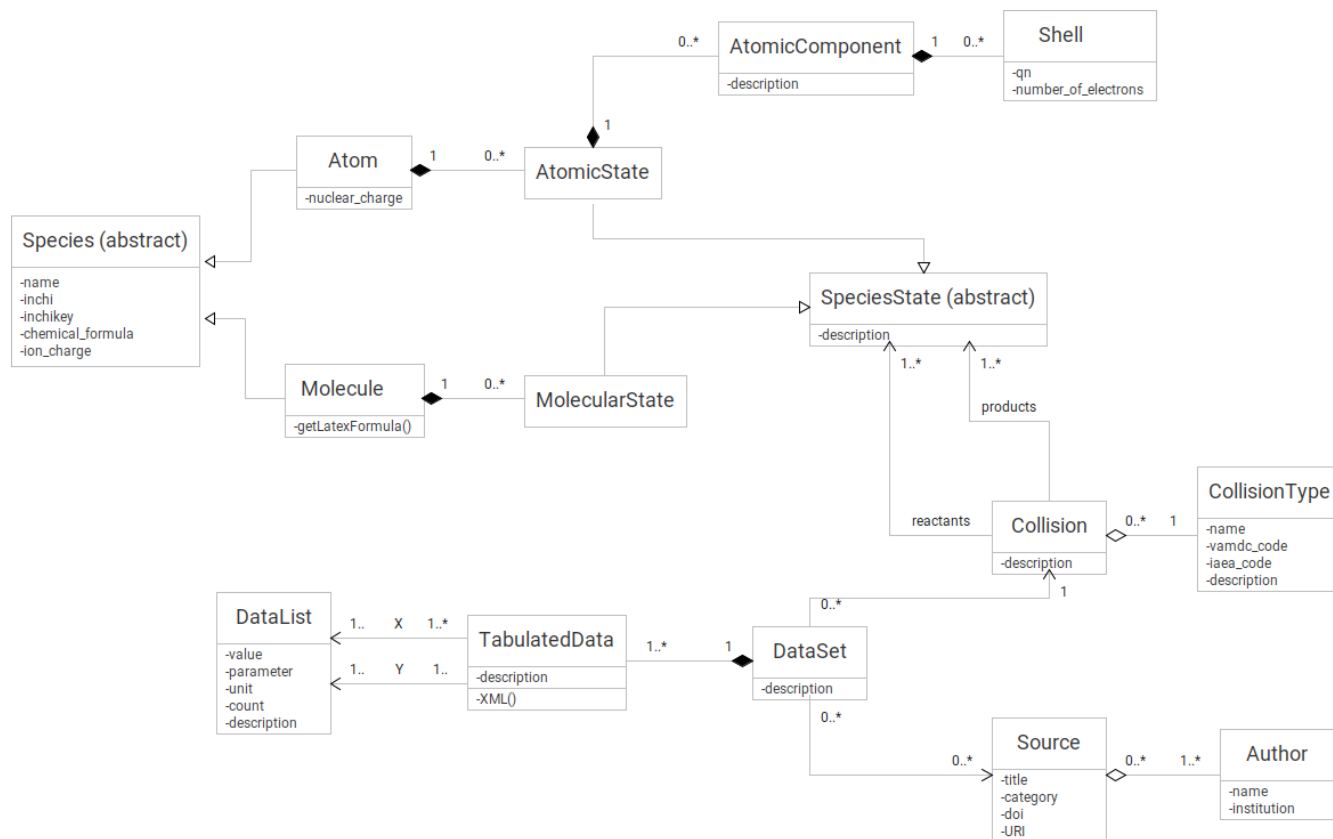 0..*
AtomicComponent
-description
1
0..*
Shell
-qn
-number_of_electrons
1
Atom
-nuclear_charge
1
0..*
AtomicState
Species (abstract)
-name
-inchi
-inchikey
-chemical_formula
-ion_charge
SpeciesState (abstract)
-description
1..*
1..*
Molecule
-getLatexFormula()
1
0..*
MolecularState
products
reactants
Collision
-description
0..*
1
CollisionType
-name
-vamdc_code
-iaea_code
-description
1
0..*
DataList
-value
-parameter
-unit
-count
-description
1..
X
1..*
1..
Y
1..
TabulatedData
-description
-XML()
1..*
1
DataSet
-description
0..*
0..*
Source
-title
-category
-doi
-URI
0..*
1..*
Author
-name
-institution